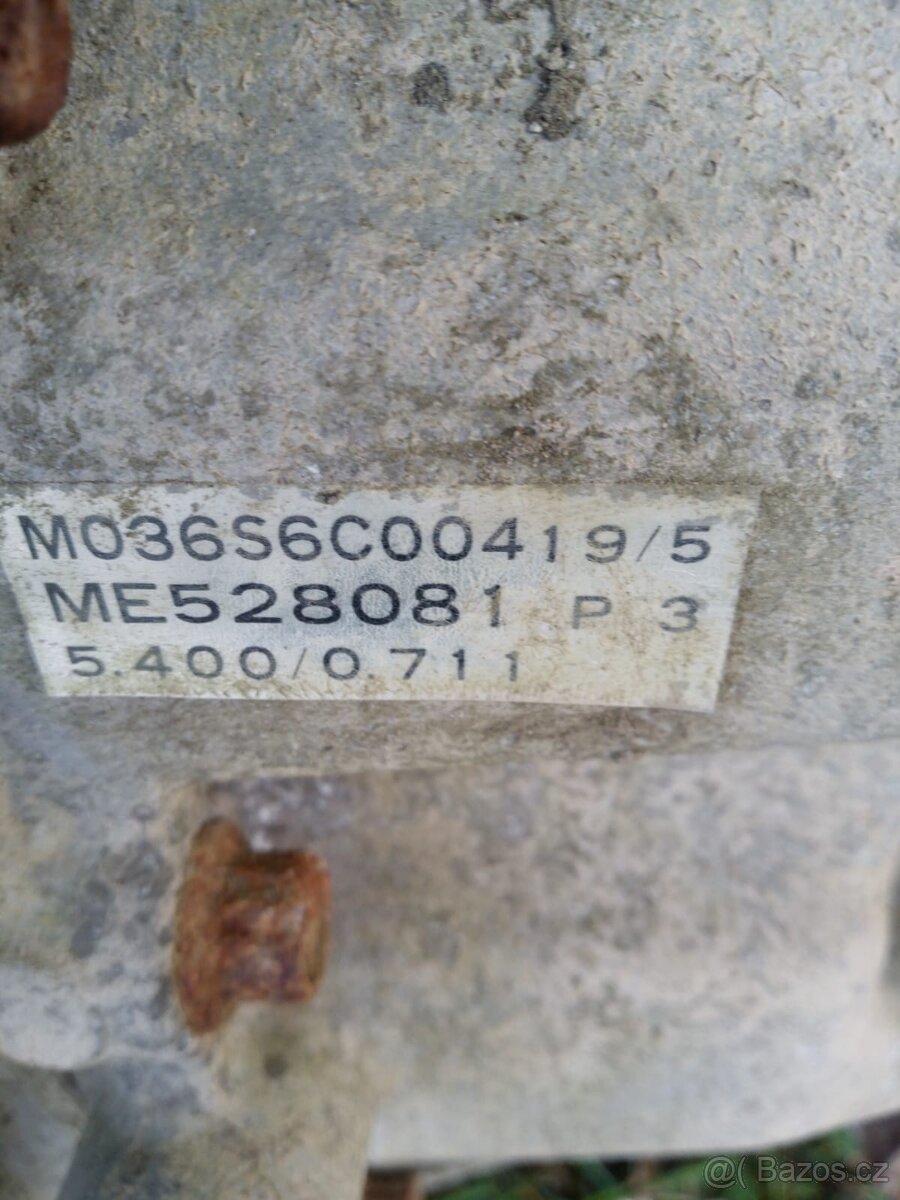 M036S6C00419/5
ME528081 P 3
5.400/0.711
@( Bazos.cz